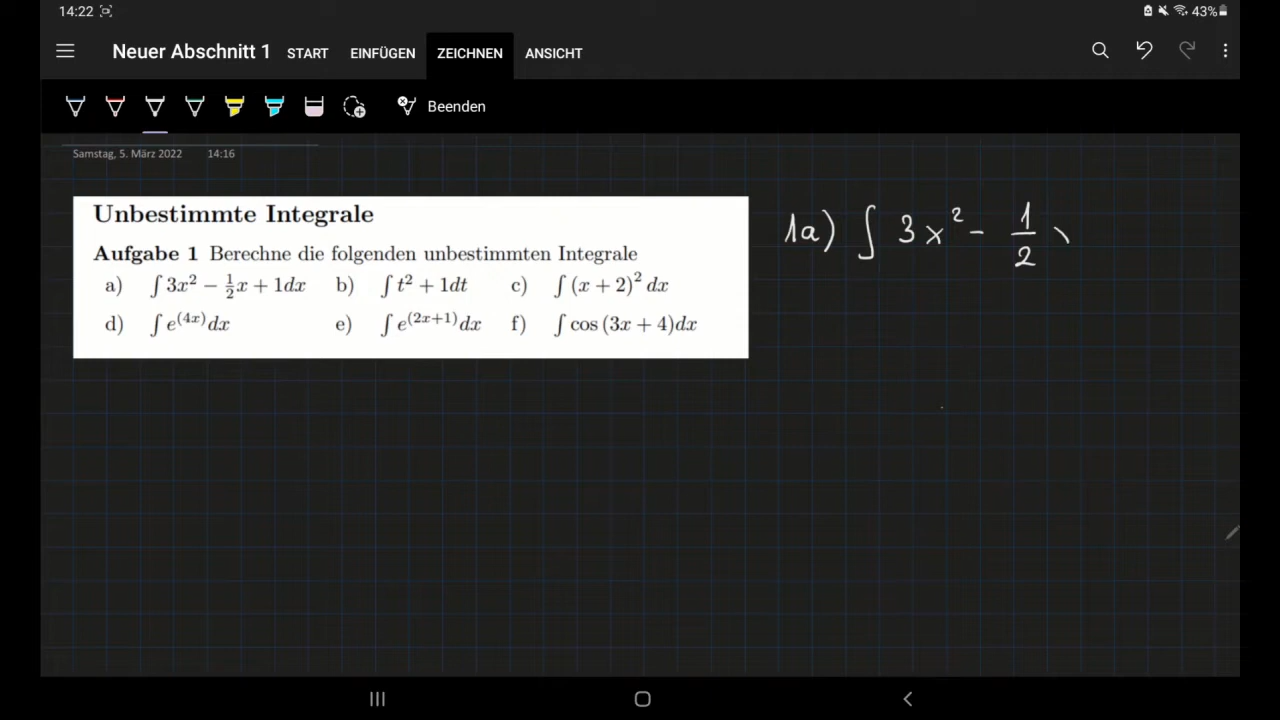 14:22 43%
Neuer Abschnitt 1 START EINFÜGEN ZEICHNEN ANSICHT
Beenden
Samstag, 5. März 2022 14:16
Unbestimmte Integrale
Aufgabe 1 Berechne die folgenden unbestimmten Integrale
a) ∫ 3x² − ½x + 1dx b) ∫ t² + 1dt c) ∫ (x + 2)² dx
d) ∫ e^(4x) dx e) ∫ e^(2x+1) dx f) ∫ cos (3x + 4)dx
1a) ∫ 3x² - 1/2